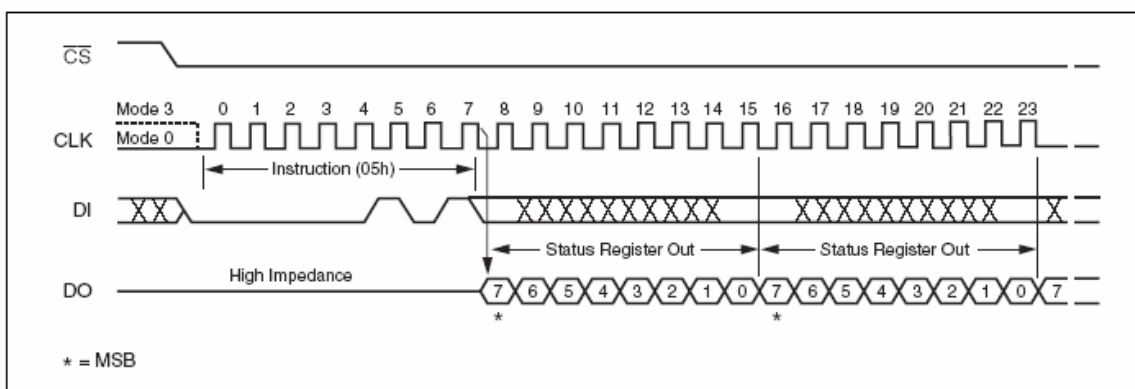 CS
Mode 3 0 1 2 3 4 5 6 7 8 9 10 11 12 13 14 15 16 17 18 19 20 21 22 23
CLK Mode 0
Instruction (05h)
DI
Status Register Out Status Register Out
High Impedance
DO 7 6 5 4 3 2 1 0 7 6 5 4 3 2 1 0 7
* *
* = MSB